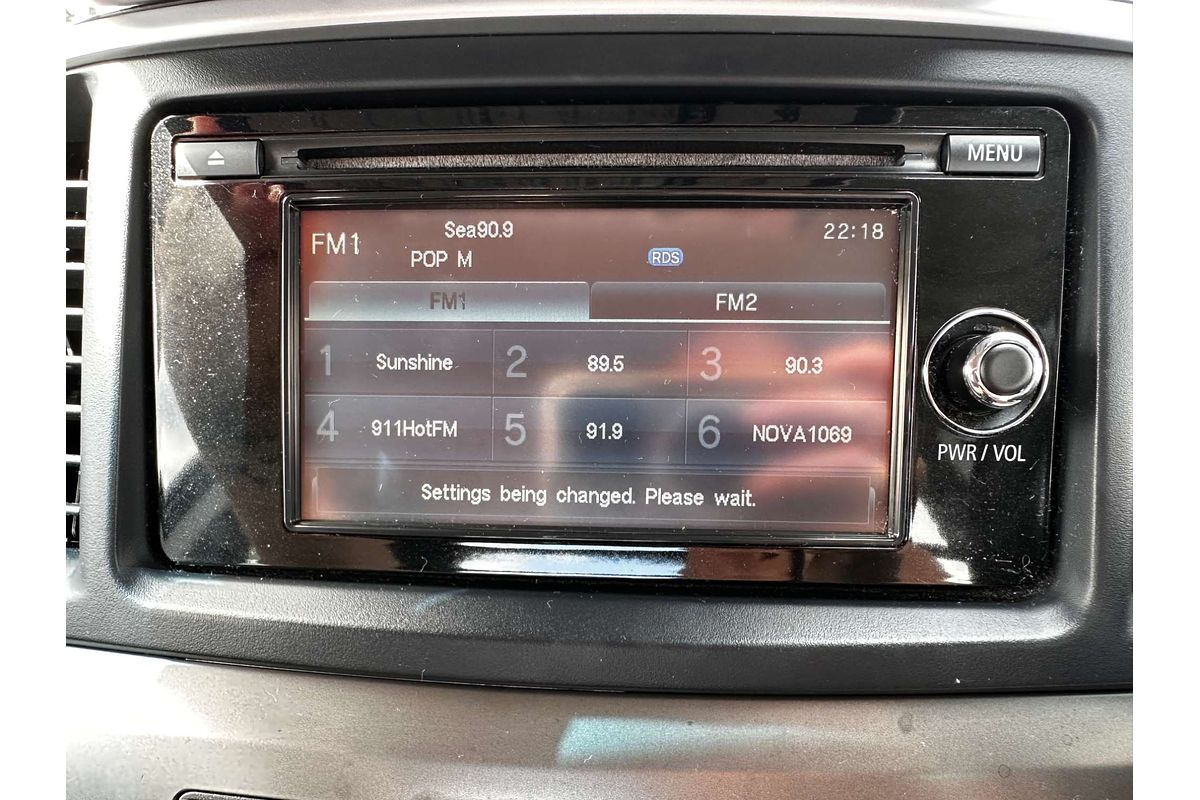 MENU
FM1 Sea90.9 22:18
POP M RDS
FM1 FM2
1 Sunshine 2 89.5 3 90.3
4 911HotFM 5 91.9 6 NOVA1069
Settings being changed. Please wait.
PWR / VOL